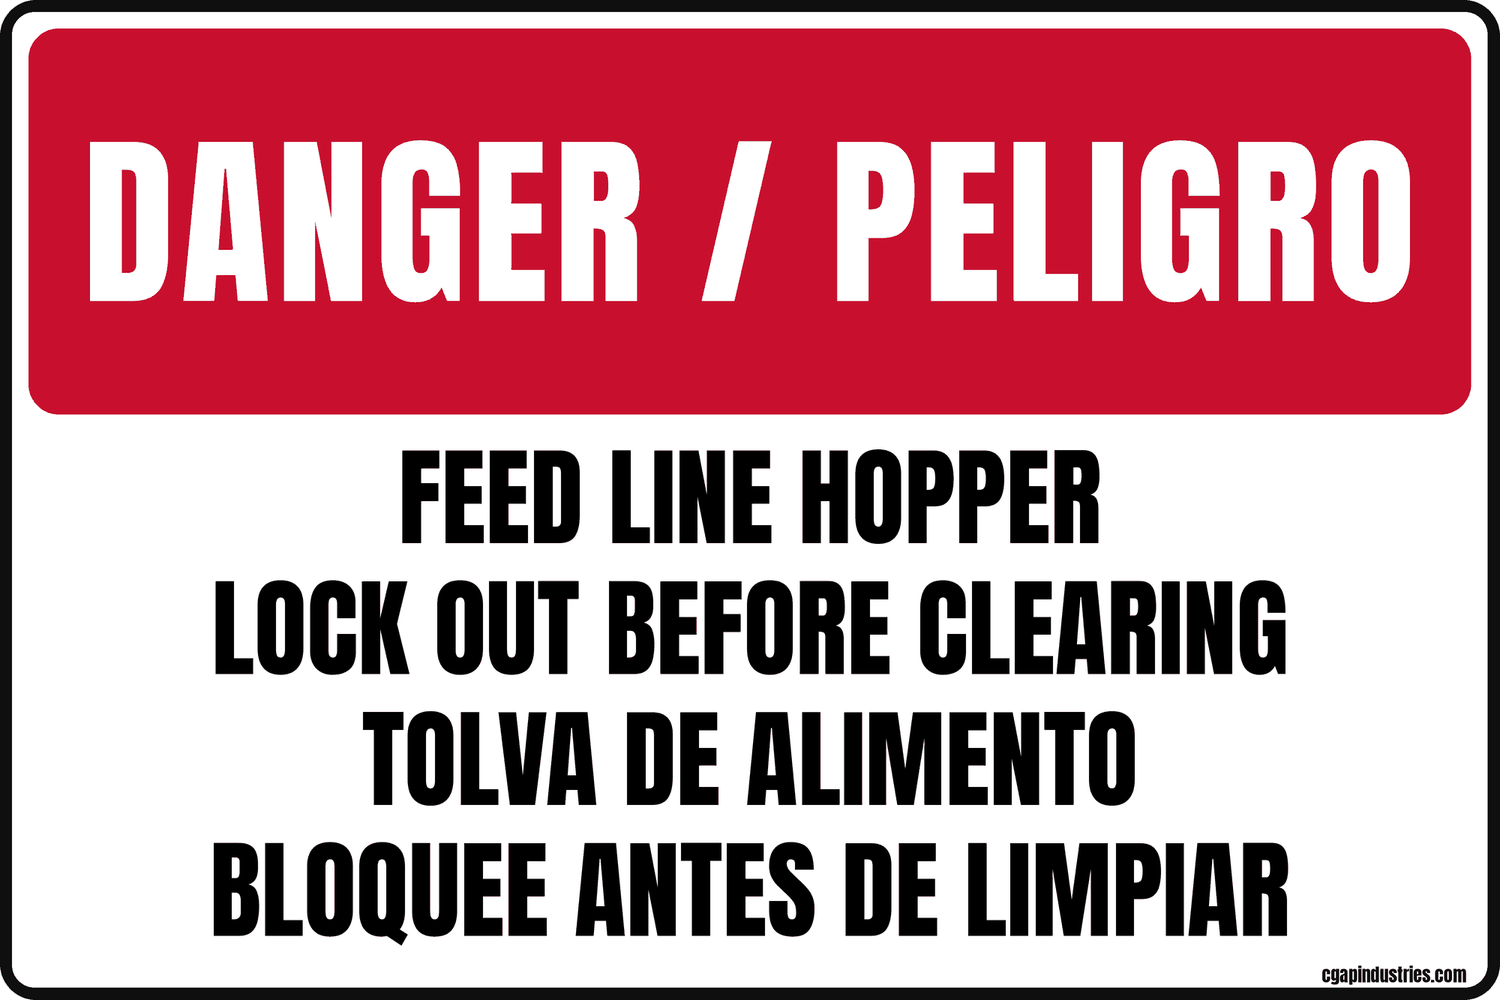 DANGER / PELIGRO
FEED LINE HOPPER
LOCK OUT BEFORE CLEARING
TOLVA DE ALIMENTO
BLOQUEE ANTES DE LIMPIAR
cgapindustries.com